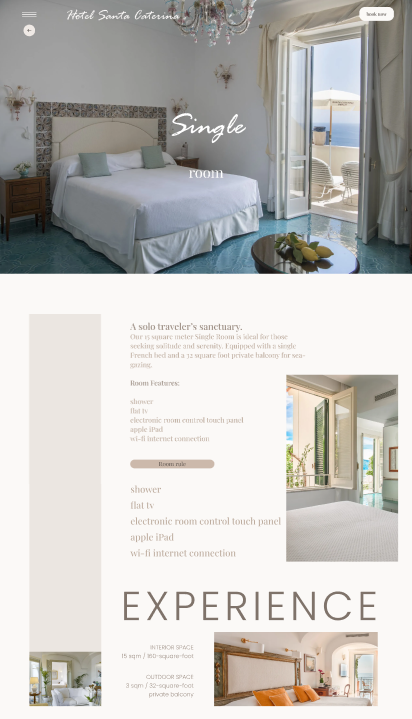 Hotel Santa Caterina
book now
Single
room
A solo traveler's sanctuary.
Our 15 square meter Single Room is ideal for those
seeking solitude and serenity. Equipped with a single
French bed and a 32 square foot private balcony for sea-
gazing.
Room Features:
shower
flat tv
electronic room control touch panel
apple iPad
wi-fi internet connection
Room rule
shower
flat tv
electronic room control touch panel
apple iPad
wi-fi internet connection
EXPERIENCE
INTERIOR SPACE
15 sqm / 160-square-foot
OUTDOOR SPACE
3 sqm / 32-square-foot
private balcony